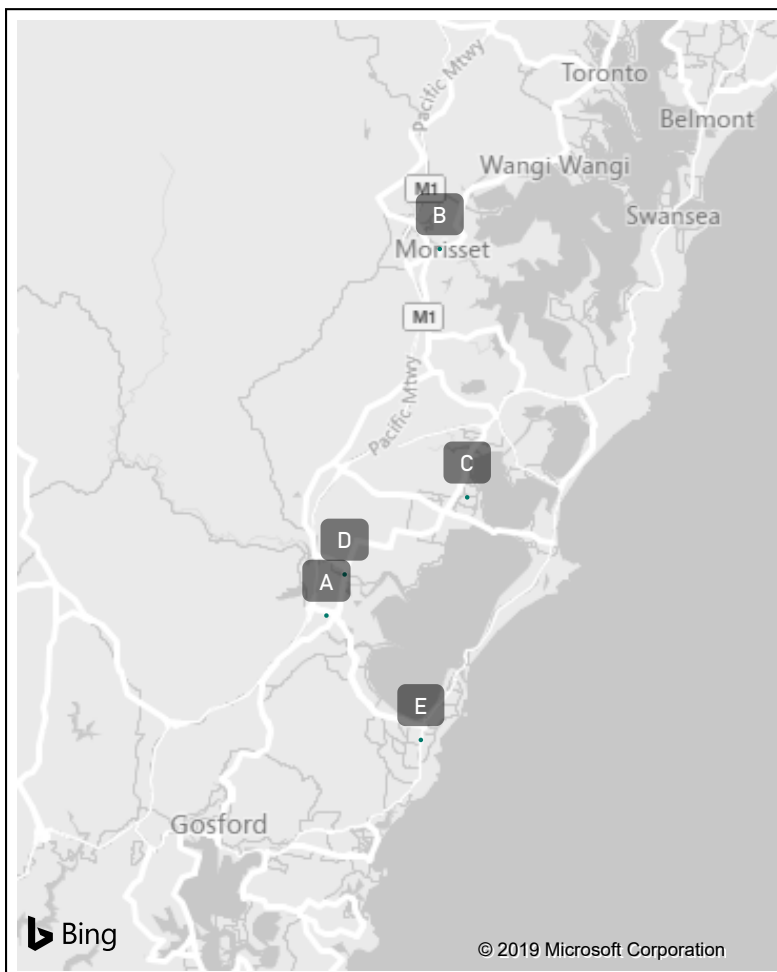 Pacific Mtwy
Toronto
Belmont
Wangi Wangi
M1
B
Swansea
Morisset
M1
Pacific Mtwy
C
D
A
E
Gosford
Bing
© 2019 Microsoft Corporation